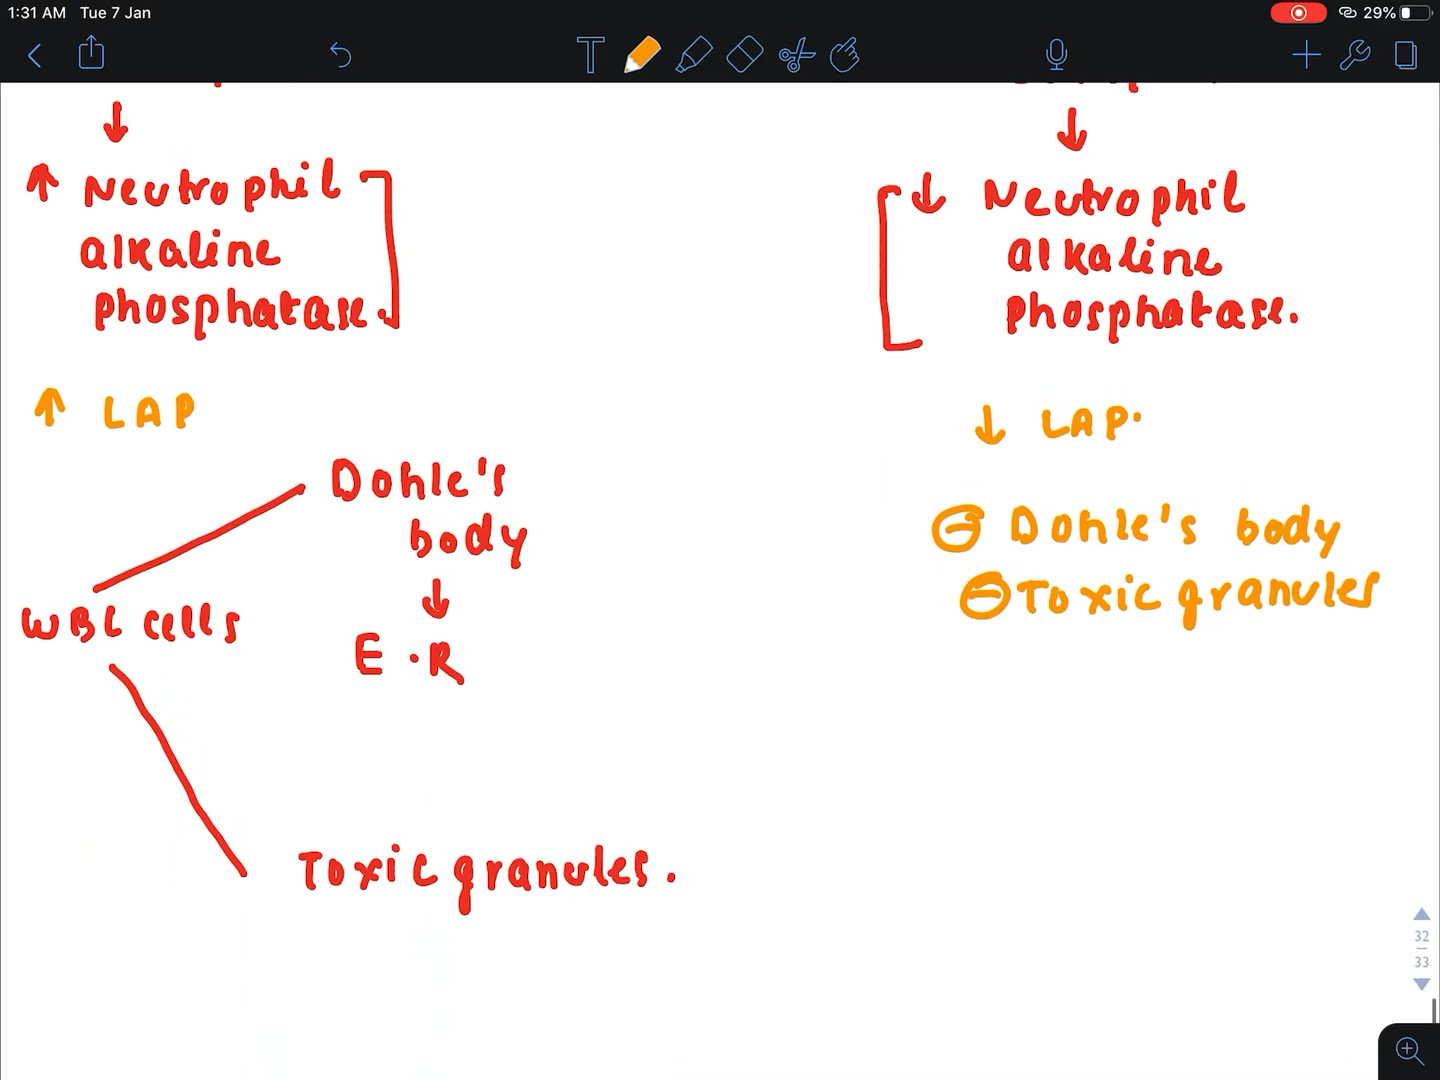 1:31 AM Tue 7 Jan
29%
↓
↑ Neutrophil
alkaline
phosphatase.
↑ LAP
Dohle's
body
↓
E.R
WBC cells
Toxic granules.
↓
↓ Neutrophil
alkaline
phosphatase.
↓ LAP.
⊖ Dohle's body
⊖ Toxic granules
32
33